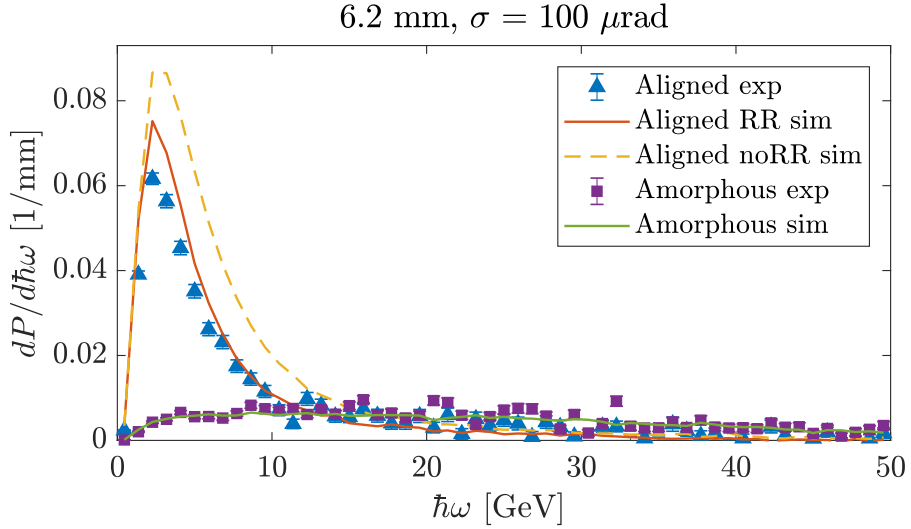 6.2 mm, σ = 100 μrad
dP/dħω [1/mm]
0.08
0.06
0.04
0.02
0
Aligned exp
Aligned RR sim
Aligned noRR sim
Amorphous exp
Amorphous sim
0 10 20 30 40 50
ħω [GeV]